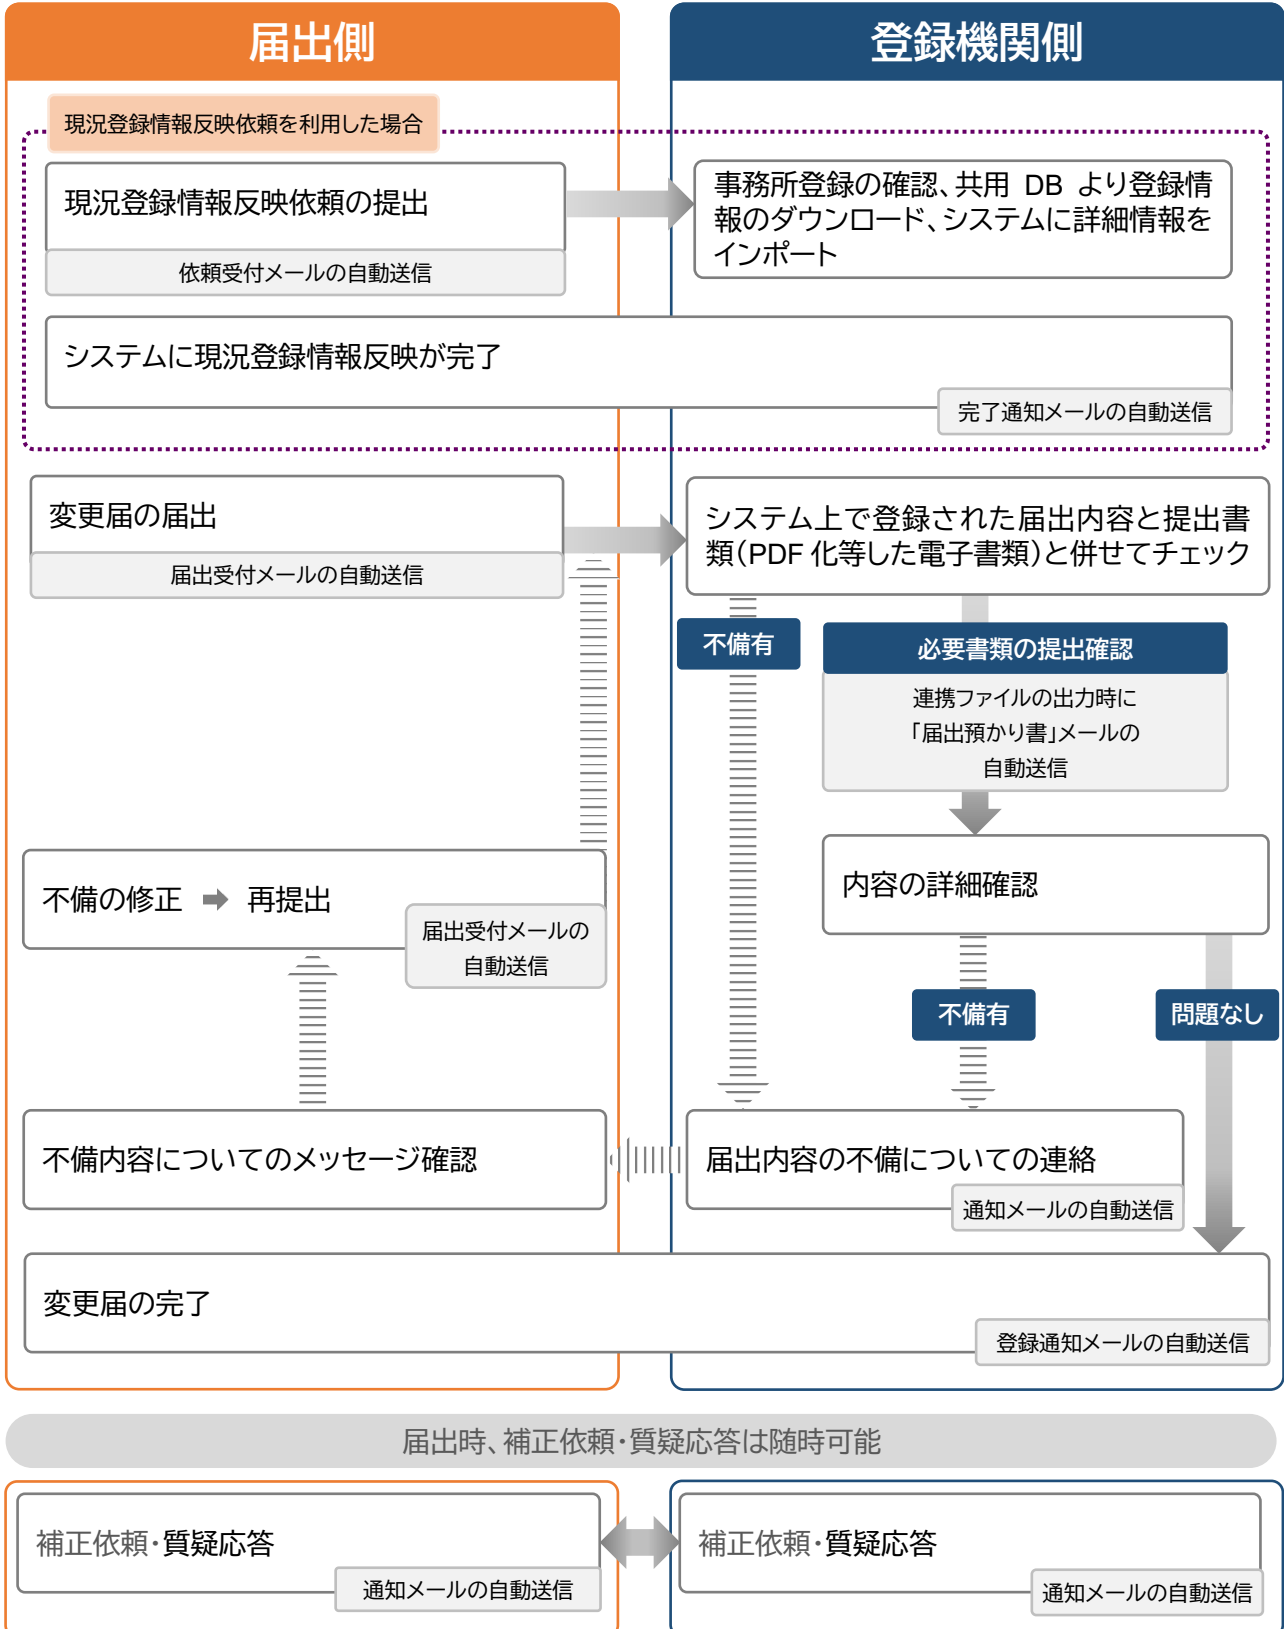 届出側
登録機関側
現況登録情報反映依頼を利用した場合
現況登録情報反映依頼の提出
依頼受付メールの自動送信
事務所登録の確認、共用 DB より登録情
報のダウンロード、システムに詳細情報を
インポート
システムに現況登録情報反映が完了
完了通知メールの自動送信
変更届の届出
届出受付メールの自動送信
システム上で登録された届出内容と提出書
類(PDF 化等した電子書類)と併せてチェック
不備有
必要書類の提出確認
連携ファイルの出力時に
「届出預かり書」メールの
自動送信
不備の修正
再提出
届出受付メールの
自動送信
内容の詳細確認
不備有
問題なし
不備内容についてのメッセージ確認
届出内容の不備についての連絡
通知メールの自動送信
変更届の完了
登録通知メールの自動送信
届出時、補正依頼・質疑応答は随時可能
補正依頼・質疑応答
通知メールの自動送信
補正依頼・質疑応答
通知メールの自動送信